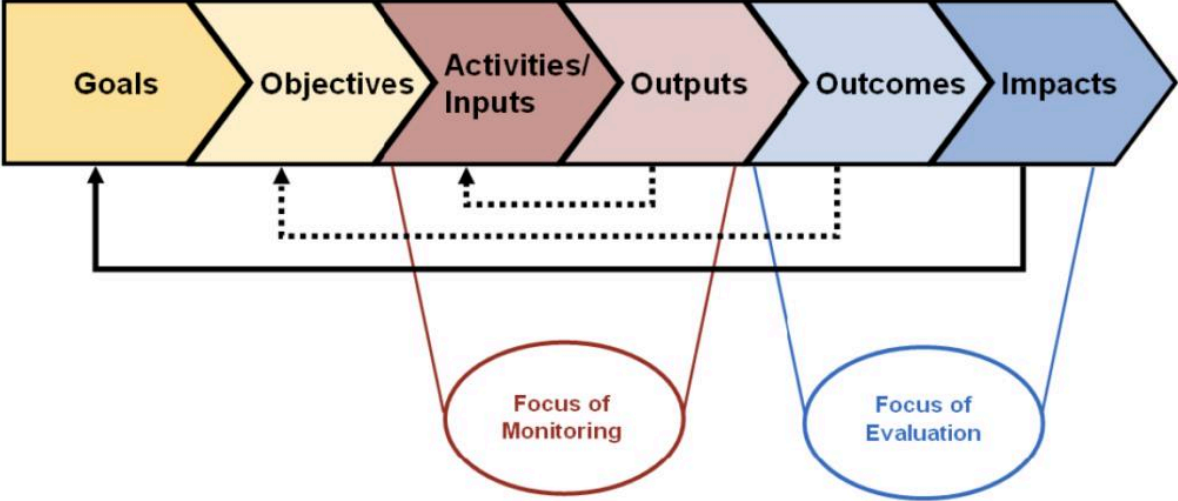 Goals
Objectives
Activities/
Inputs
Outputs
Outcomes
Impacts
Focus of
Monitoring
Focus of
Evaluation